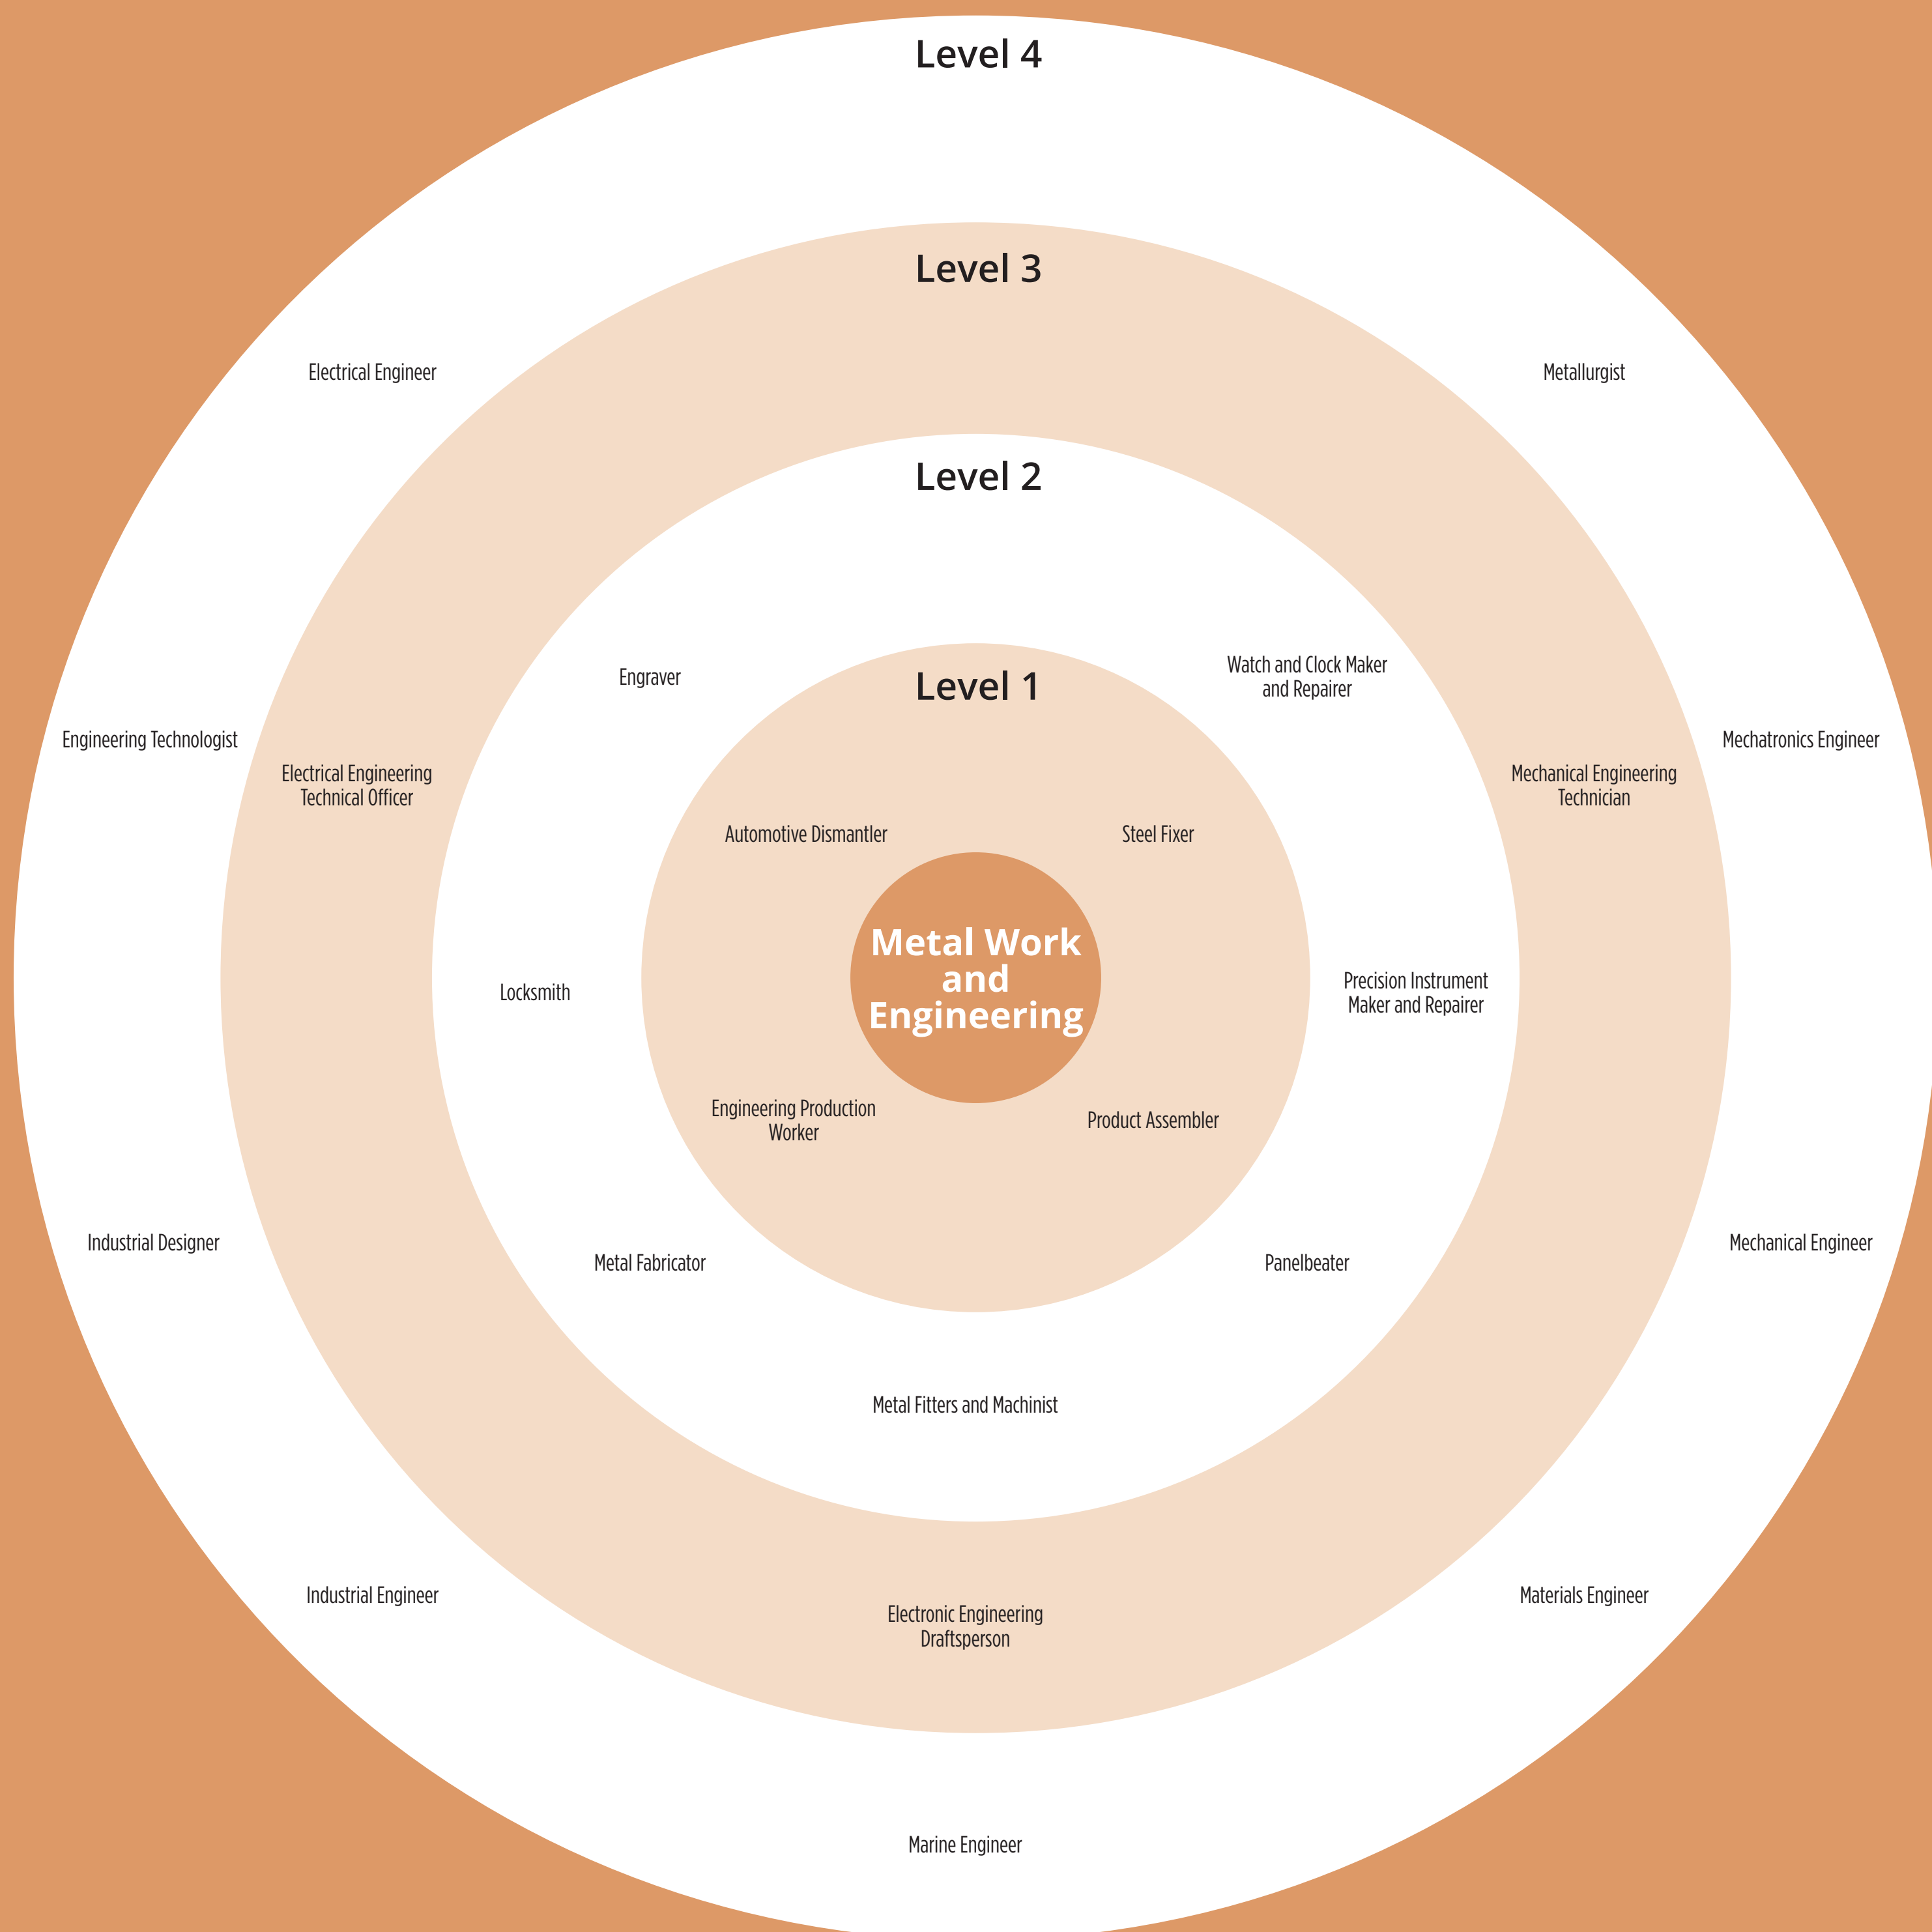 Level 4
Level 3
Electrical Engineer
Metallurgist
Level 2
Engraver
Watch and Clock Maker
and Repairer
Level 1
Engineering Technologist
Mechatronics Engineer
Electrical Engineering
Technical Officer
Mechanical Engineering
Technician
Automotive Dismantler
Steel Fixer
Metal Work
and
Engineering
Locksmith
Precision Instrument
Maker and Repairer
Engineering Production
Worker
Product Assembler
Industrial Designer
Mechanical Engineer
Metal Fabricator
Panelbeater
Metal Fitters and Machinist
Industrial Engineer
Materials Engineer
Electronic Engineering
Draftsperson
Marine Engineer